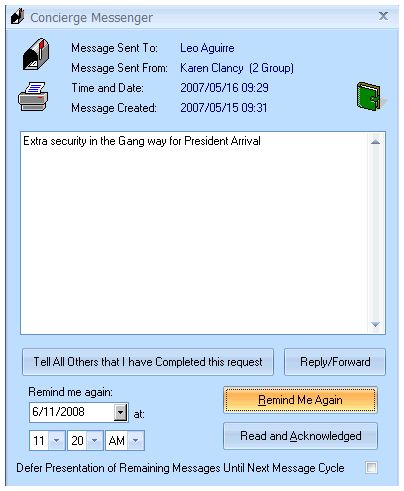 Concierge Messenger
Message Sent To: Leo Aguirre
Message Sent From: Karen Clancy (2 Group)
Time and Date: 2007/05/16 09:29
Message Created: 2007/05/15 09:31
Extra security in the Gang way for President Arrival
Tell All Others that I have Completed this request Reply/Forward
Remind me again:
6/11/2008 at: Remind Me Again
11 20 AM Read and Acknowledged
Defer Presentation of Remaining Messages Until Next Message Cycle